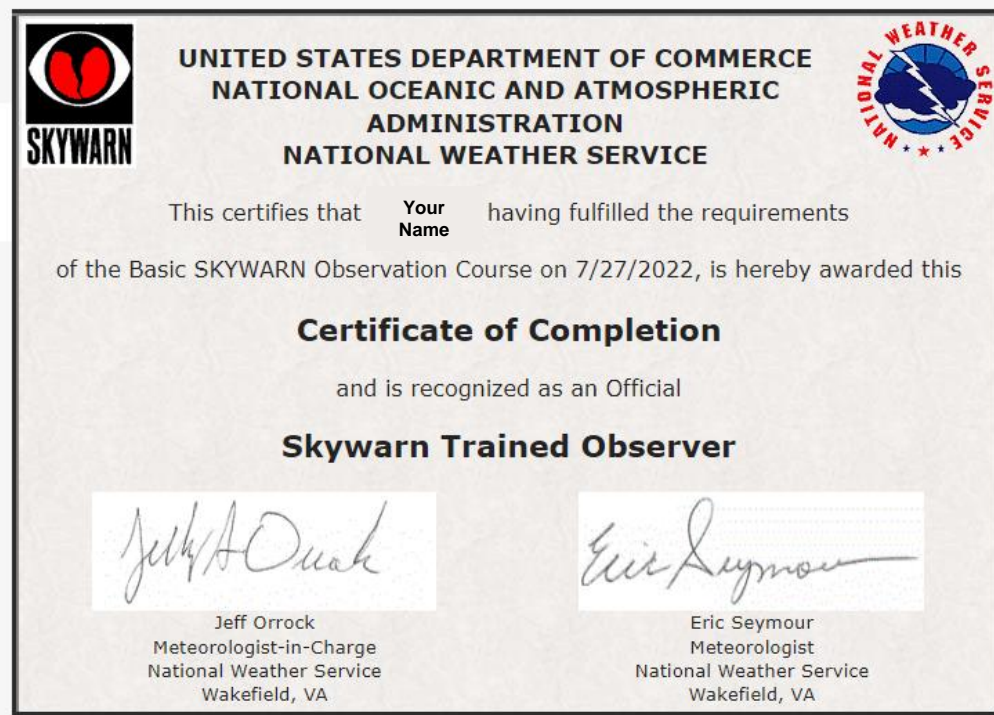 SKYWARN
UNITED STATES DEPARTMENT OF COMMERCE
NATIONAL OCEANIC AND ATMOSPHERIC
ADMINISTRATION
NATIONAL WEATHER SERVICE
NATIONAL WEATHER SERVICE
This certifies that Your Name having fulfilled the requirements
of the Basic SKYWARN Observation Course on 7/27/2022, is hereby awarded this
Certificate of Completion
and is recognized as an Official
Skywarn Trained Observer
Jeff A Orrock
Eric Seymour
Jeff Orrock
Meteorologist-in-Charge
National Weather Service
Wakefield, VA
Eric Seymour
Meteorologist
National Weather Service
Wakefield, VA